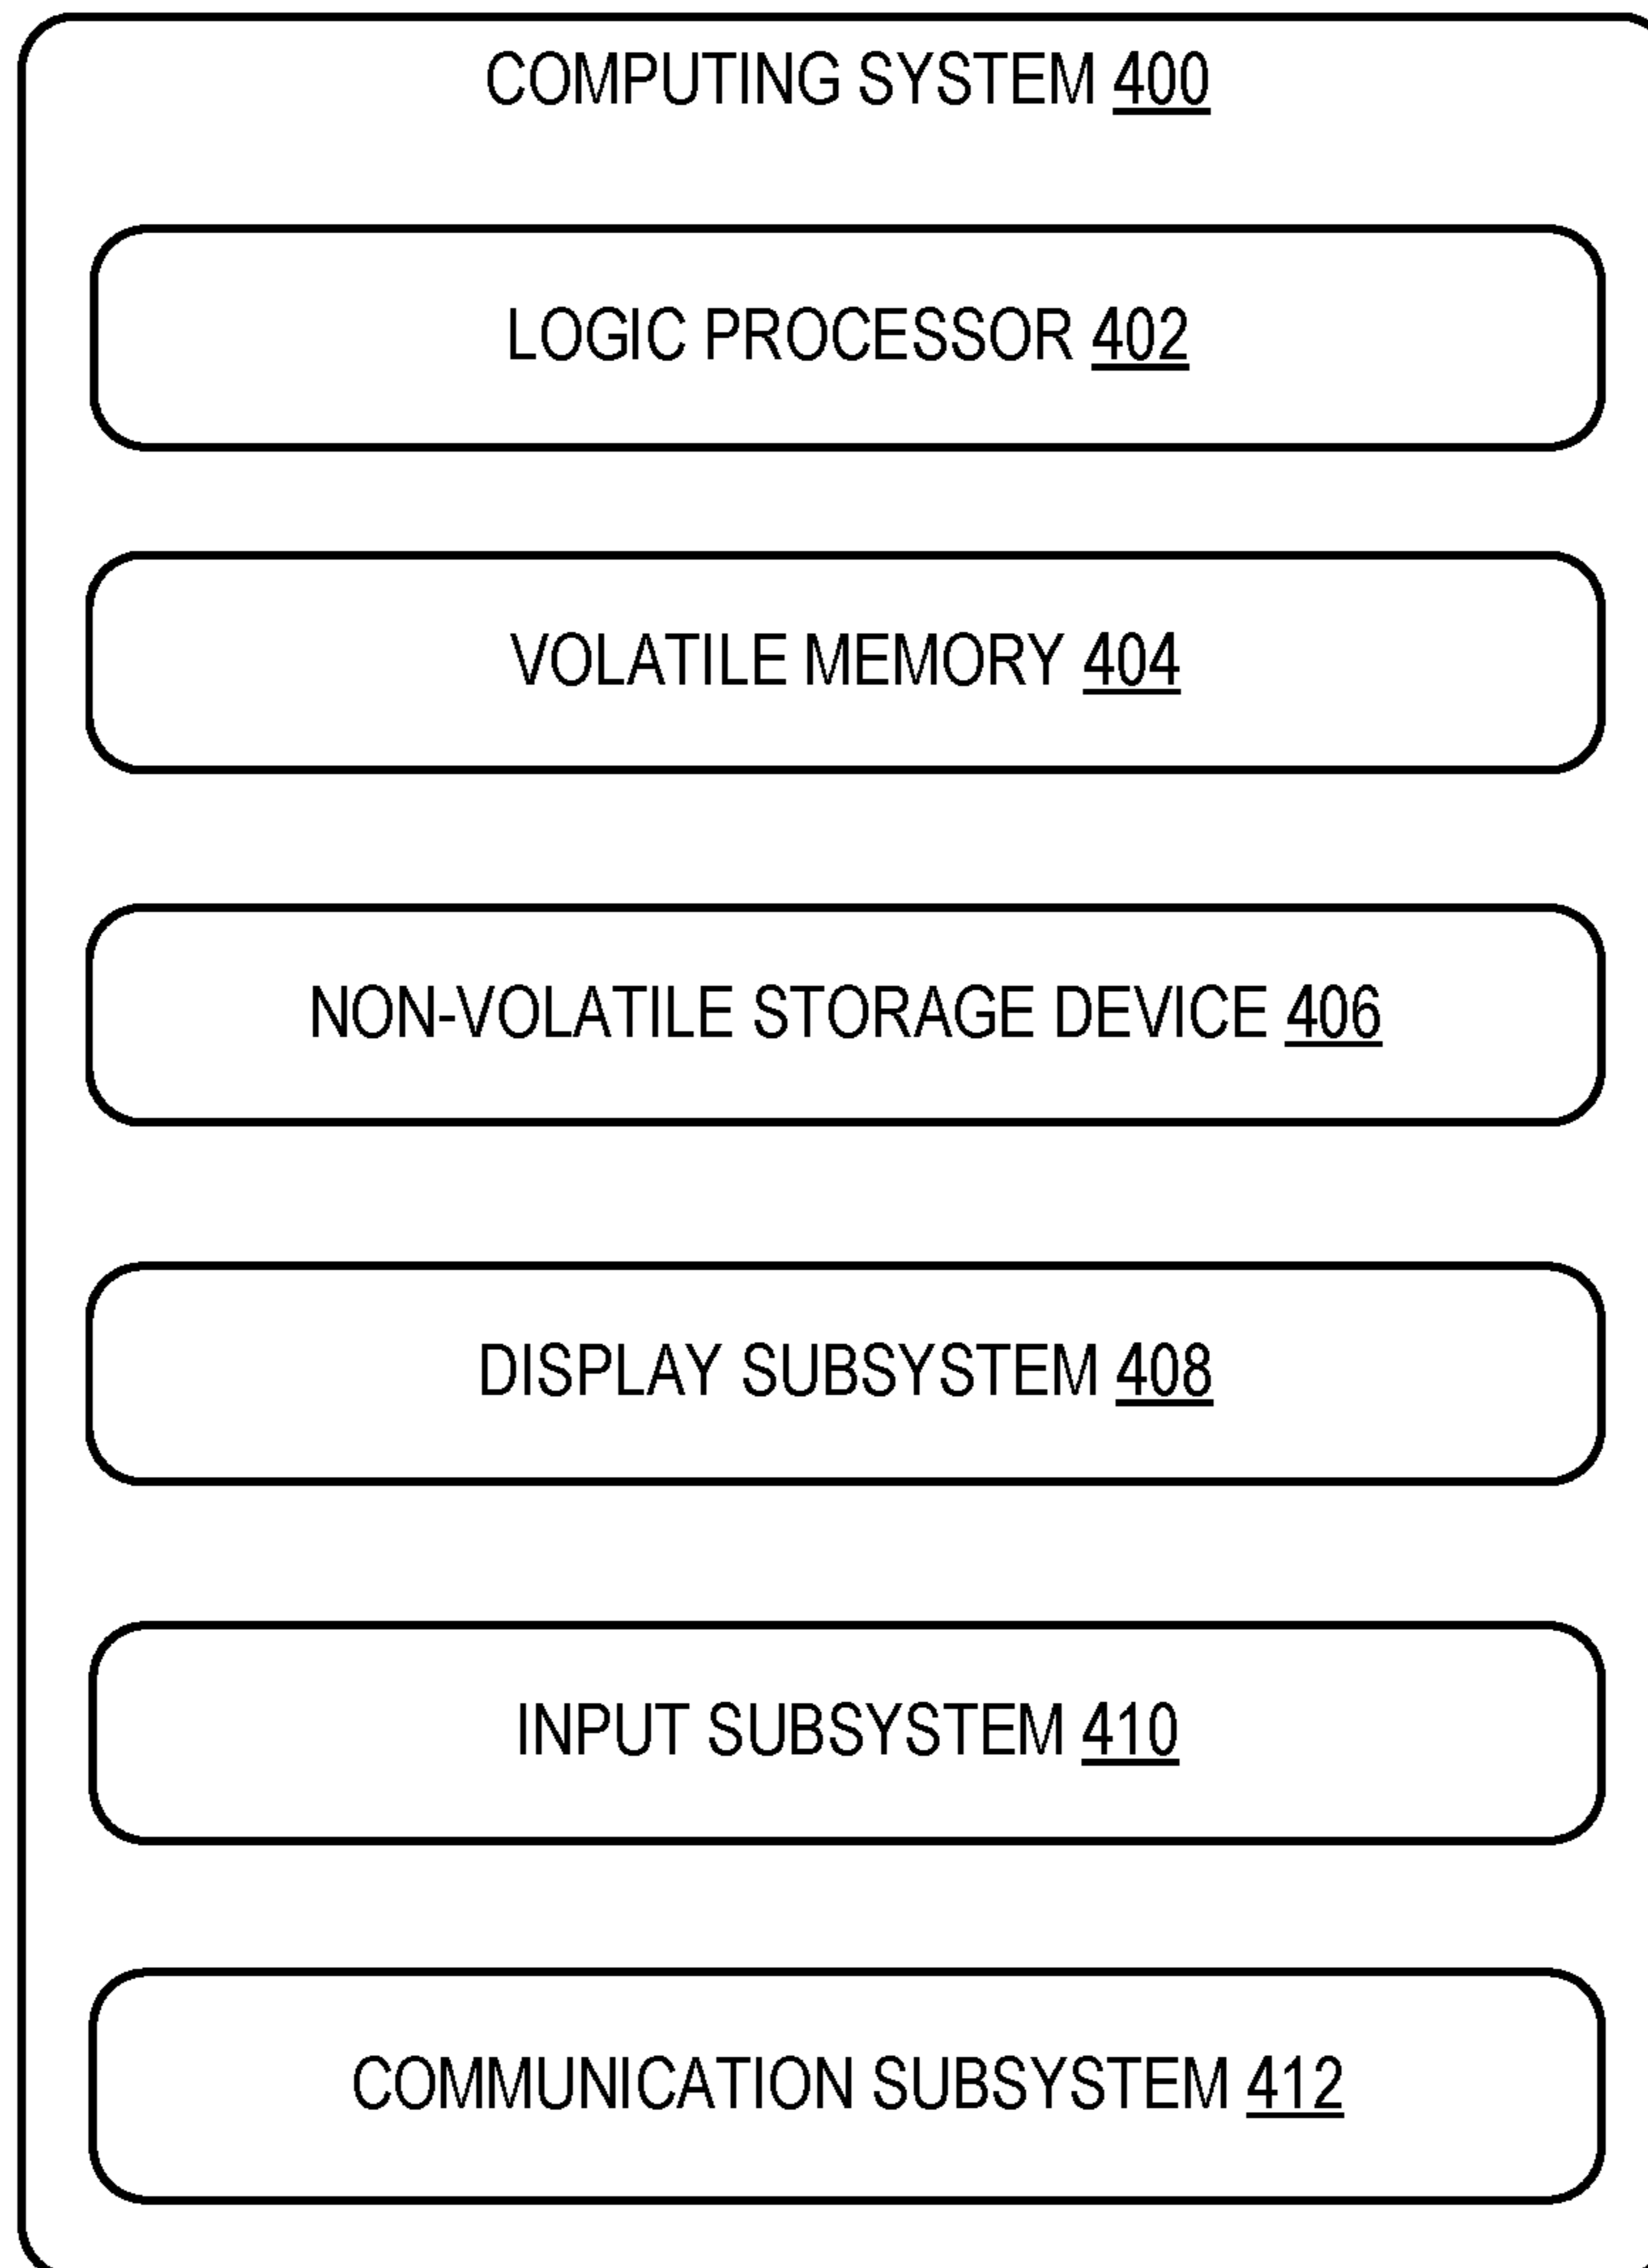 COMPUTING SYSTEM 400
LOGIC PROCESSOR 402
VOLATILE MEMORY 404
NON-VOLATILE STORAGE DEVICE 406
DISPLAY SUBSYSTEM 408
INPUT SUBSYSTEM 410
COMMUNICATION SUBSYSTEM 412